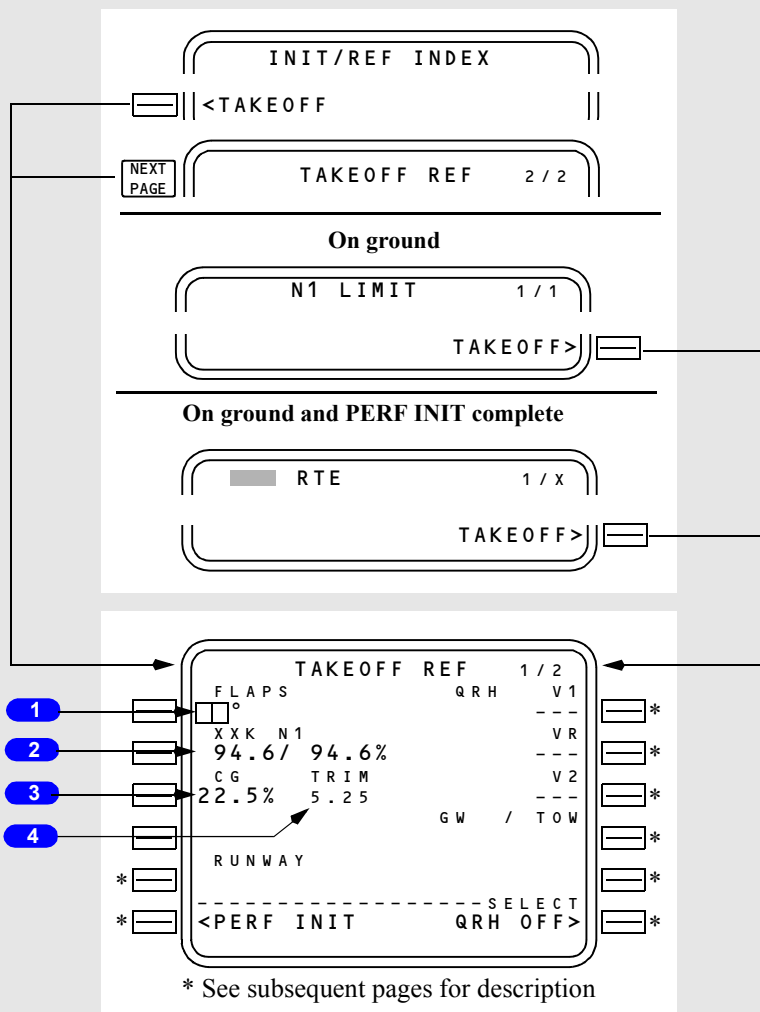 INIT/REF INDEX
<TAKEOFF
NEXT
PAGE
TAKEOFF REF 2/2
On ground
N1 LIMIT 1/1
TAKEOFF>
On ground and PERF INIT complete
RTE 1/X
TAKEOFF>
TAKEOFF REF 1/2
FLAPS QRH V1
1 ° ---
XXK N1 VR
2 94.6/ 94.6% ---
CG TRIM V2
3 22.5% 5.25 ---
GW / TOW
4
RUNWAY
------------------SELECT
<PERF INIT QRH OFF>
* See subsequent pages for description